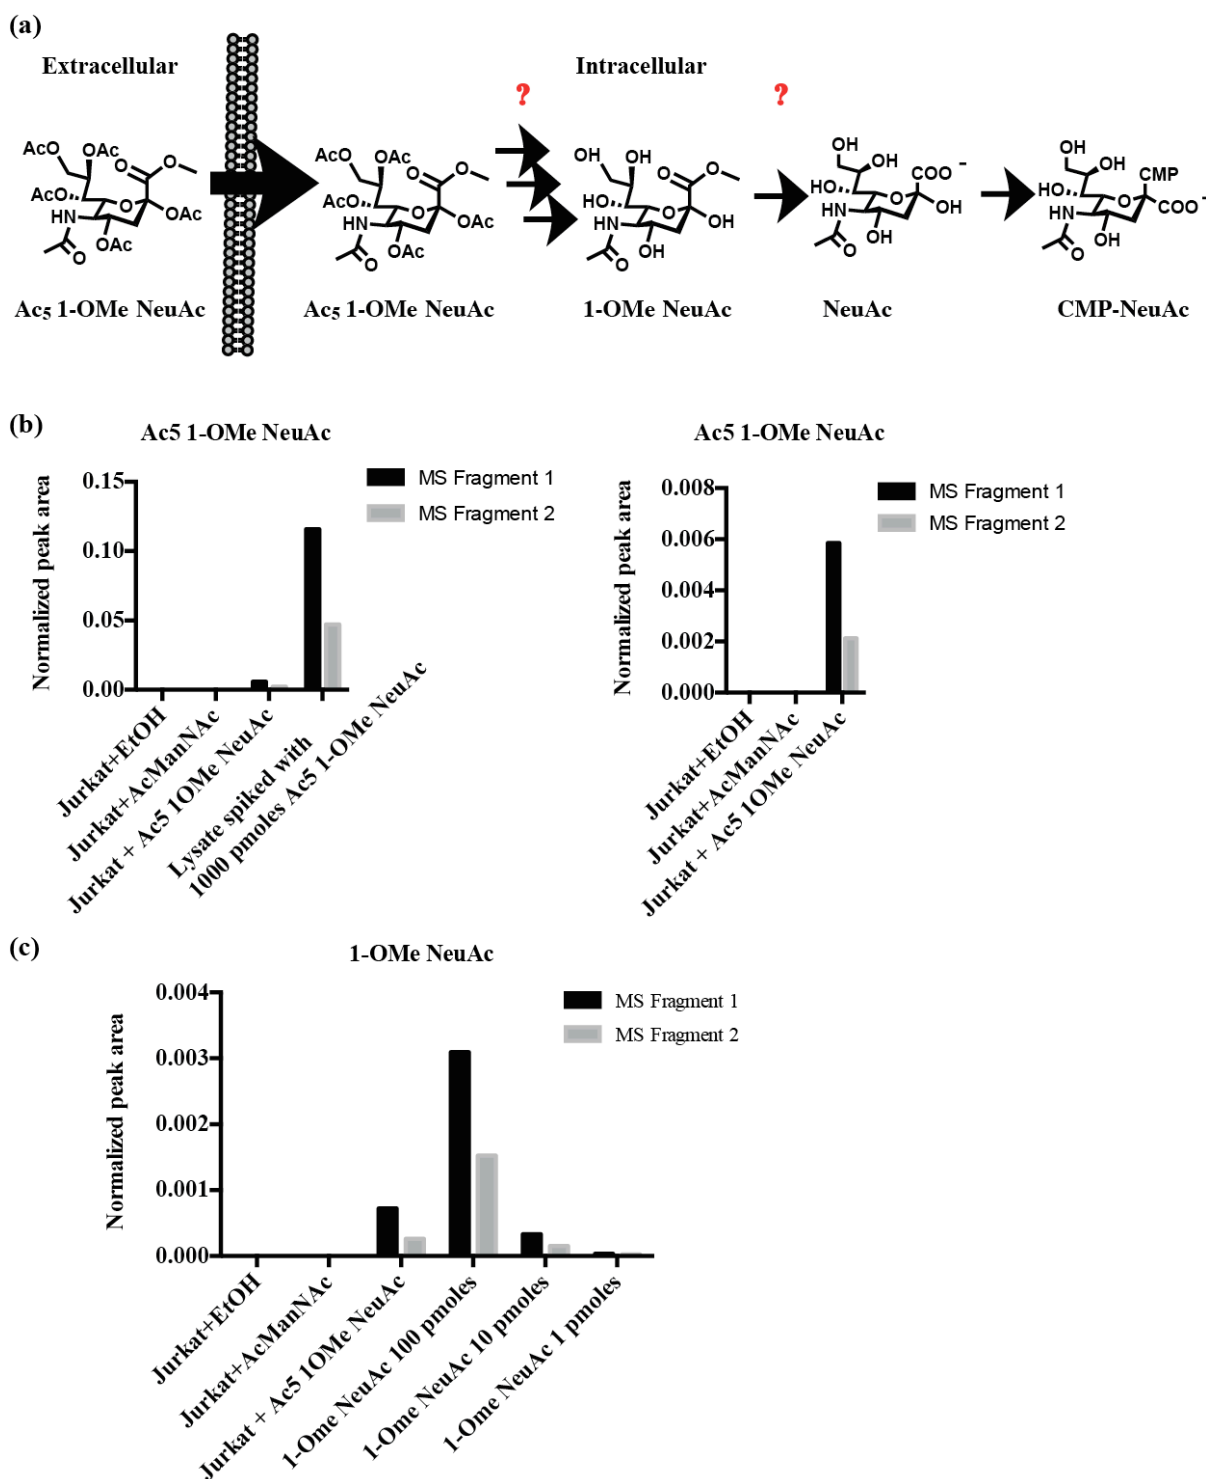 (a)
Extracellular
Intracellular
?
?
AcO
OAc
O
O
AcO
O
HN
OAc
OAc
O
AcO
OAc
O
O
AcO
O
HN
OAc
OAc
O
OH
OH
O
O
HO
O
HN
OH
OH
O
HO
OH
COO -
HO
O
HN
OH
OH
O
HO
OH
CMP
HO
O
COO -
HN
OH
O
Ac5 1-OMe NeuAc
Ac5 1-OMe NeuAc
1-OMe NeuAc
NeuAc
CMP-NeuAc
(b)
Ac5 1-OMe NeuAc
Normalized peak area
0.15
0.10
0.05
0.00
MS Fragment 1
MS Fragment 2
Jurkat+EtOH
Jurkat+AcManNAc
Jurkat + Ac5 1OMe NeuAc
Lysate spiked with
1000 pmoles Ac5 1-OMe NeuAc
Ac5 1-OMe NeuAc
Normalized peak area
0.008
0.006
0.004
0.002
0.000
MS Fragment 1
MS Fragment 2
Jurkat+EtOH
Jurkat+AcManNAc
Jurkat + Ac5 1OMe NeuAc
(c)
1-OMe NeuAc
Normalized peak area
0.004
0.003
0.002
0.001
0.000
MS Fragment 1
MS Fragment 2
Jurkat+EtOH
Jurkat+AcManNAc
Jurkat + Ac5 1OMe NeuAc
1-Ome NeuAc 100 pmoles
1-Ome NeuAc 10 pmoles
1-Ome NeuAc 1 pmoles